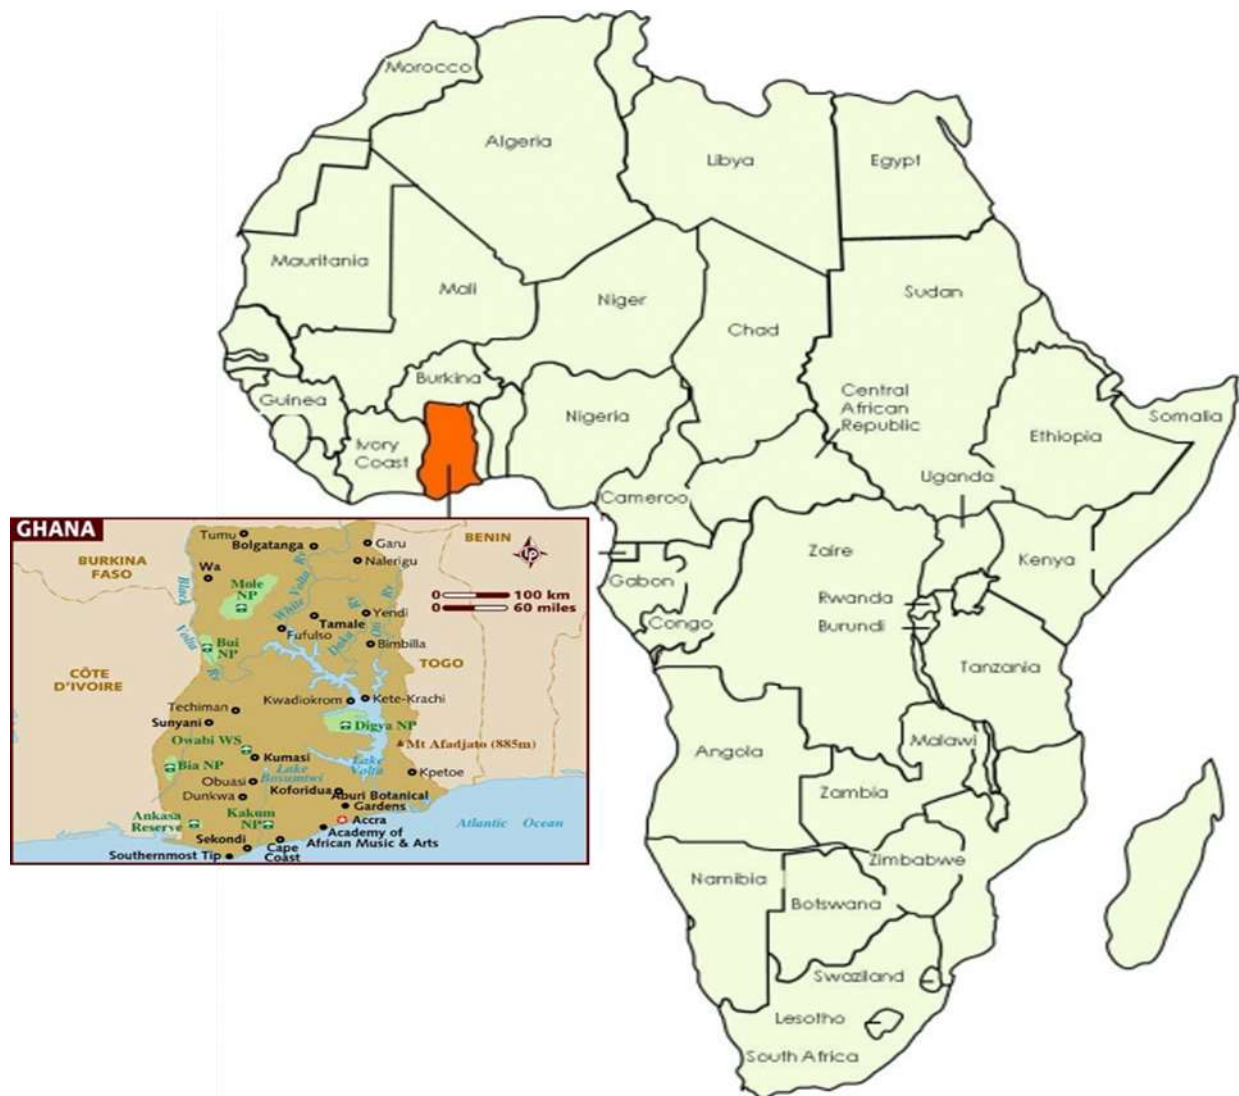 Morocco
Algeria
Libya
Egypt
Mauritania
Mali
Niger
Chad
Sudan
Burkina
Guinea
Ivory
Coast
Nigeria
Central
African
Republic
Ethiopia
Somalia
Uganda
Cameroo
Zaire
Kenya
Gabon
Rwanda
Congo
Burundi
Tanzania
Angola
Malawi
Zambia
Zimbabwe
Namibia
Botswana
Swaziland
Lesotho
South Africa
GHANA
BURKINA
FASO
BENIN
TOGO
CÔTE
D'IVOIRE
Tumu
Bolgatanga
Garu
Nalerigu
Wa
Mole
NP
Black
Volta
White
Volta
100 km
60 miles
0
0
Yendi
Tamale
Fufulso
Daka
Oti
Bimbilla
Bui
NP
Kwadiokrom
Kete-Krachi
Techiman
Sunyani
Digya NP
Owabi WS
Mt Afadjato (885m)
Kumasi
Bia NP
Lake
Bosumtwi
Lake
Volta
Kpetoe
Obuasi
Koforidua
Dunkwa
Aburi Botanical
Gardens
Ankasa
Reserve
Kakum
NP
Accra
Academy of
African Music & Arts
Atlantic Ocean
Sekondi
Cape
Coast
Southernmost Tip